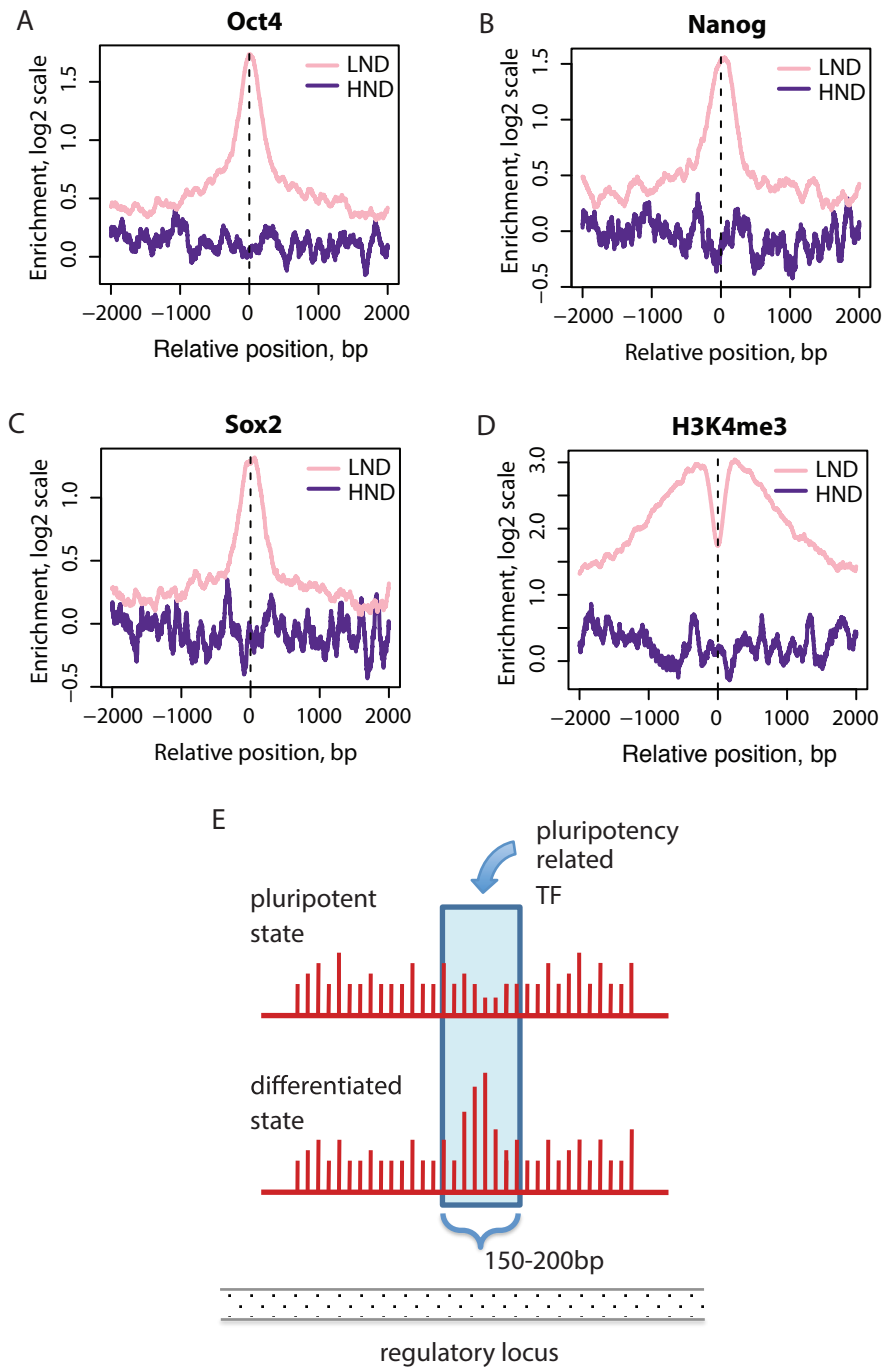 A
Oct4
Enrichment, log2 scale
0.0
0.5
1.0
1.5
LND
HND
−2000
−1000
0
1000
2000
Relative position, bp
B
Nanog
Enrichment, log2 scale
−0.5
0.0
0.5
1.0
1.5
LND
HND
−2000
−1000
0
1000
2000
Relative position, bp
C
Sox2
Enrichment, log2 scale
−0.5
0.0
0.5
1.0
LND
HND
−2000
−1000
0
1000
2000
Relative position, bp
D
H3K4me3
Enrichment, log2 scale
0.0
1.0
2.0
3.0
LND
HND
−2000
−1000
0
1000
2000
Relative position, bp
E
pluripotency
related
TF
pluripotent
state
differentiated
state
150-200bp
regulatory locus